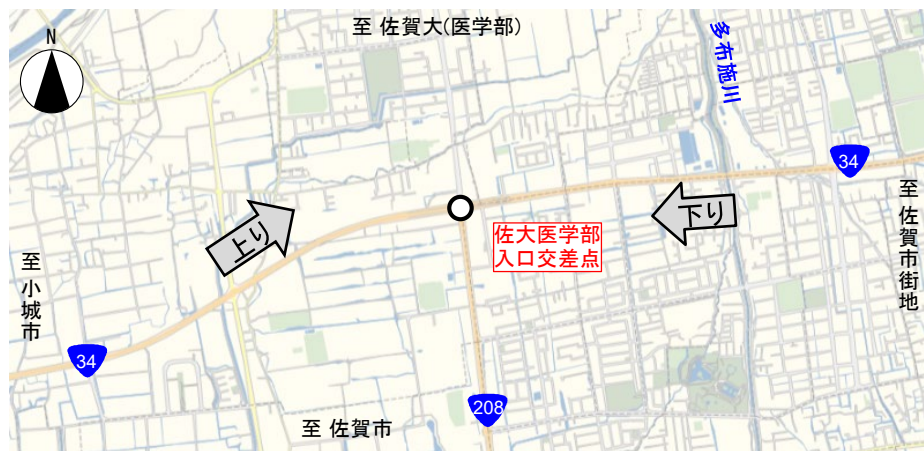 至 佐賀大(医学部)
N
多布施川
34
至 佐賀市街地
上り
下り
佐大医学部
入口交差点
至 小城市
34
208
至 佐賀市